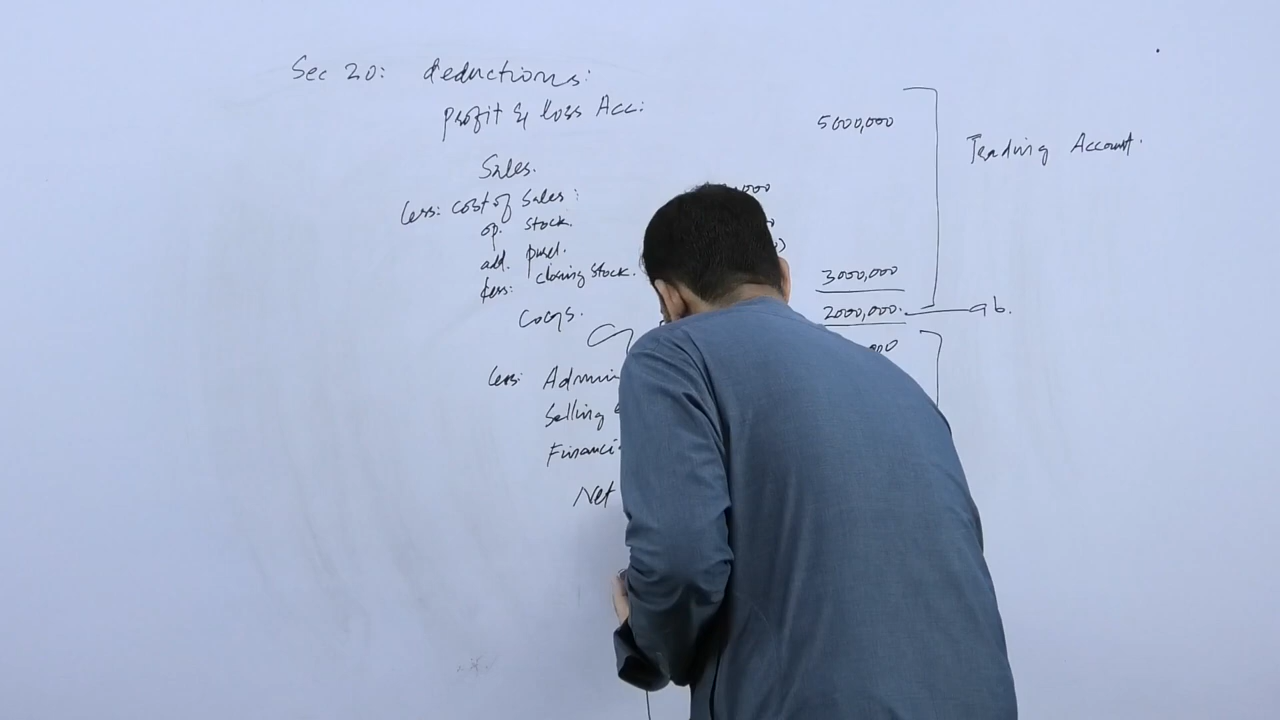 Sec 20: deductions:
profit & loss Acc:
5000,000
Trading Account.
Sales.
less: cost of Sales:
op. stock.
add. purch.
less: closing stock.
3000,000
COGS.
2000,000.
less: Admin
Selling
Financi
Net